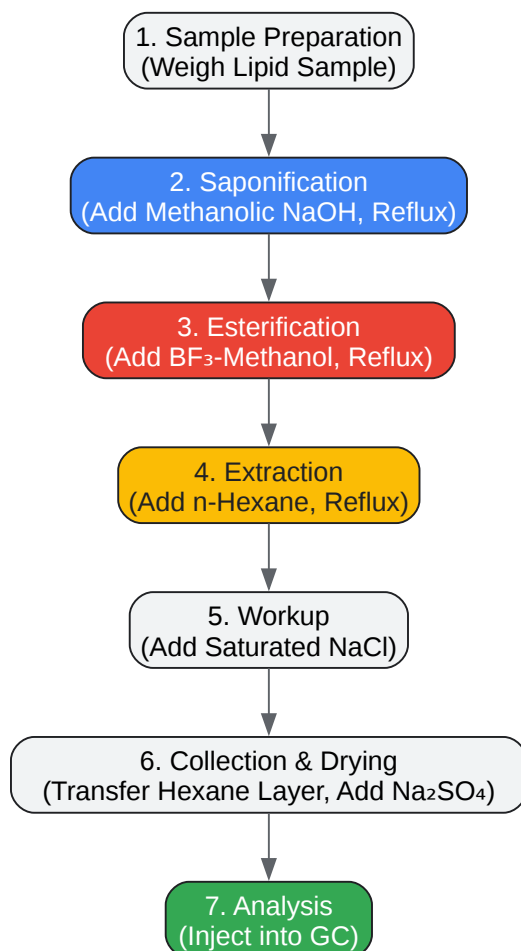 1. Sample Preparation
(Weigh Lipid Sample)
2. Saponification
(Add Methanolic NaOH, Reflux)
3. Esterification
(Add BF₃-Methanol, Reflux)
4. Extraction
(Add n-Hexane, Reflux)
5. Workup
(Add Saturated NaCl)
6. Collection & Drying
(Transfer Hexane Layer, Add Na₂SO₄)
7. Analysis
(Inject into GC)